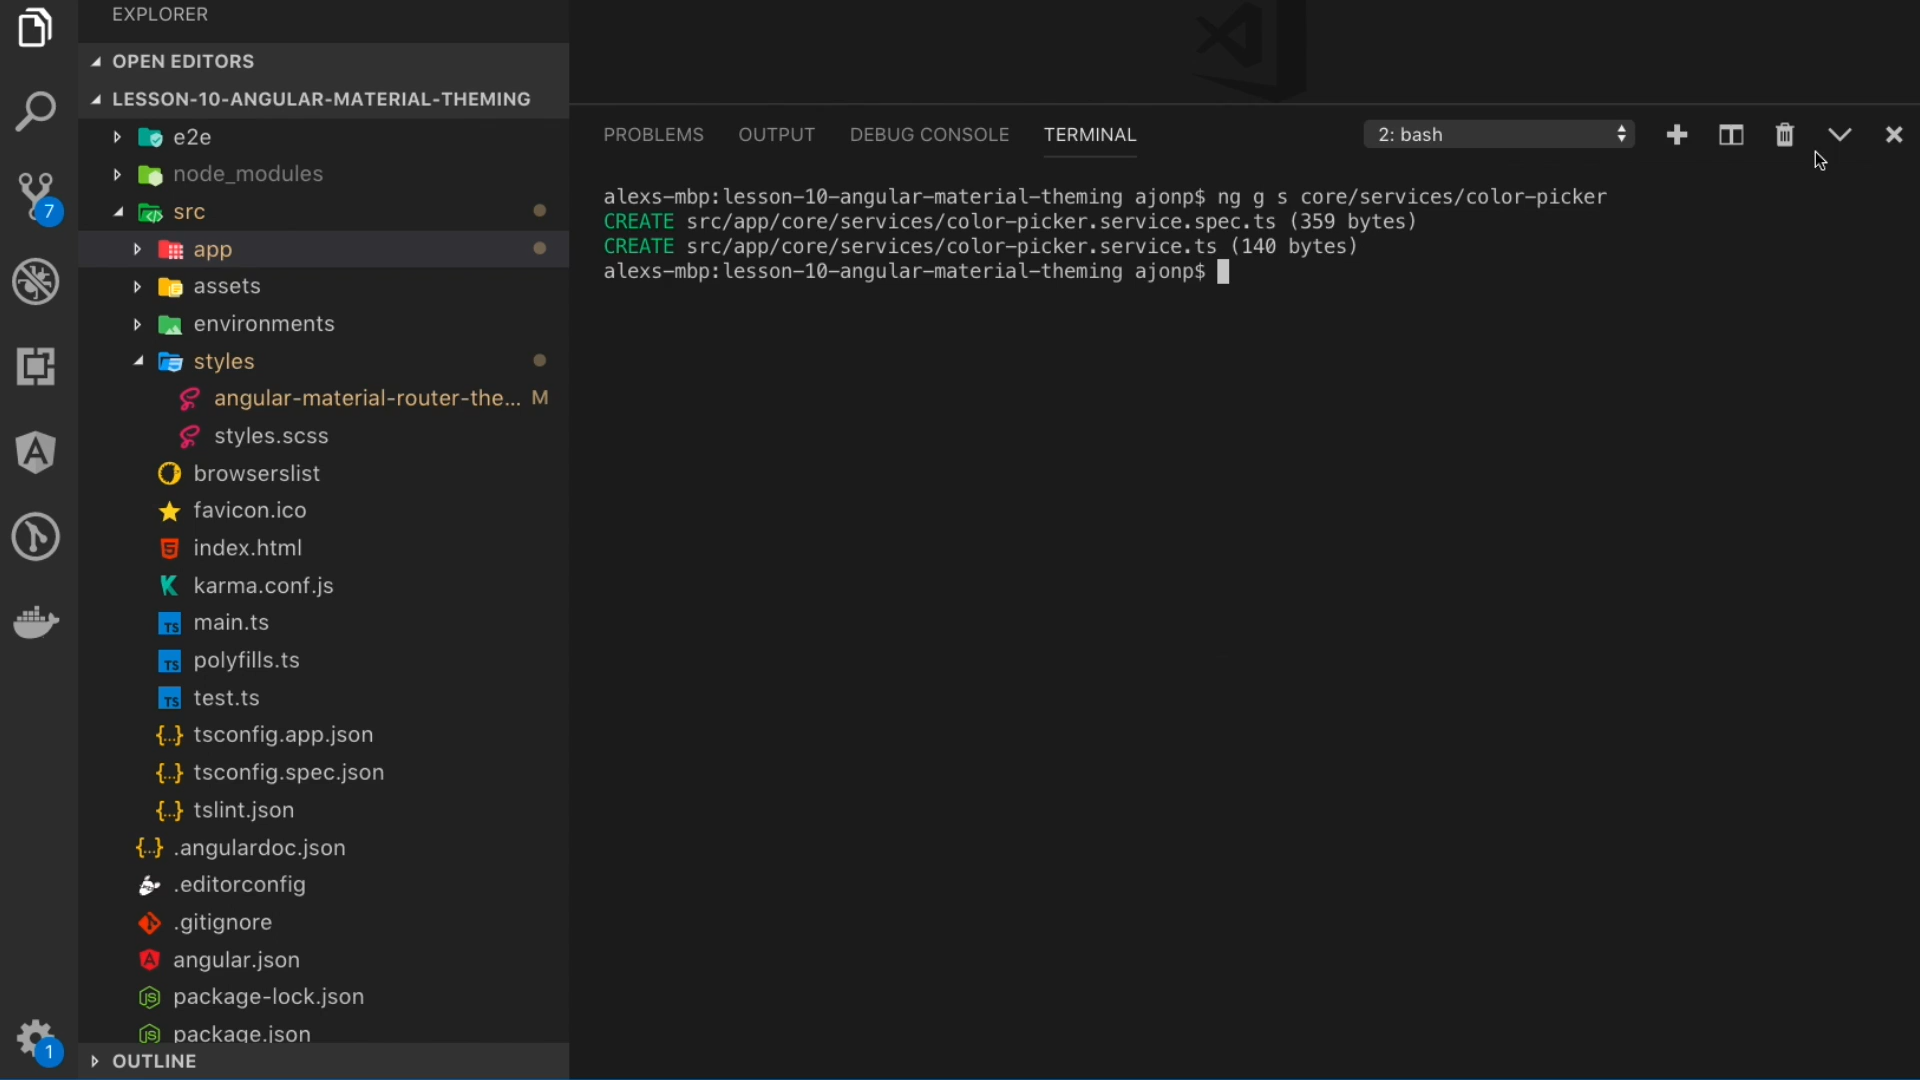 EXPLORER
OPEN EDITORS
LESSON-10-ANGULAR-MATERIAL-THEMING
e2e
node_modules
src
7
app
assets
environments
styles
angular-material-router-the... M
styles.scss
browserslist
favicon.ico
index.html
karma.conf.js
TS main.ts
TS polyfills.ts
TS test.ts
{..} tsconfig.app.json
{..} tsconfig.spec.json
{..} tslint.json
{..} .angulardoc.json
.editorconfig
.gitignore
angular.json
package-lock.json
package.json
1
OUTLINE
PROBLEMS OUTPUT DEBUG CONSOLE TERMINAL 2: bash
alexs-mbp:lesson-10-angular-material-theming ajonp$ ng g s core/services/color-picker
CREATE src/app/core/services/color-picker.service.spec.ts (359 bytes)
CREATE src/app/core/services/color-picker.service.ts (140 bytes)
alexs-mbp:lesson-10-angular-material-theming ajonp$